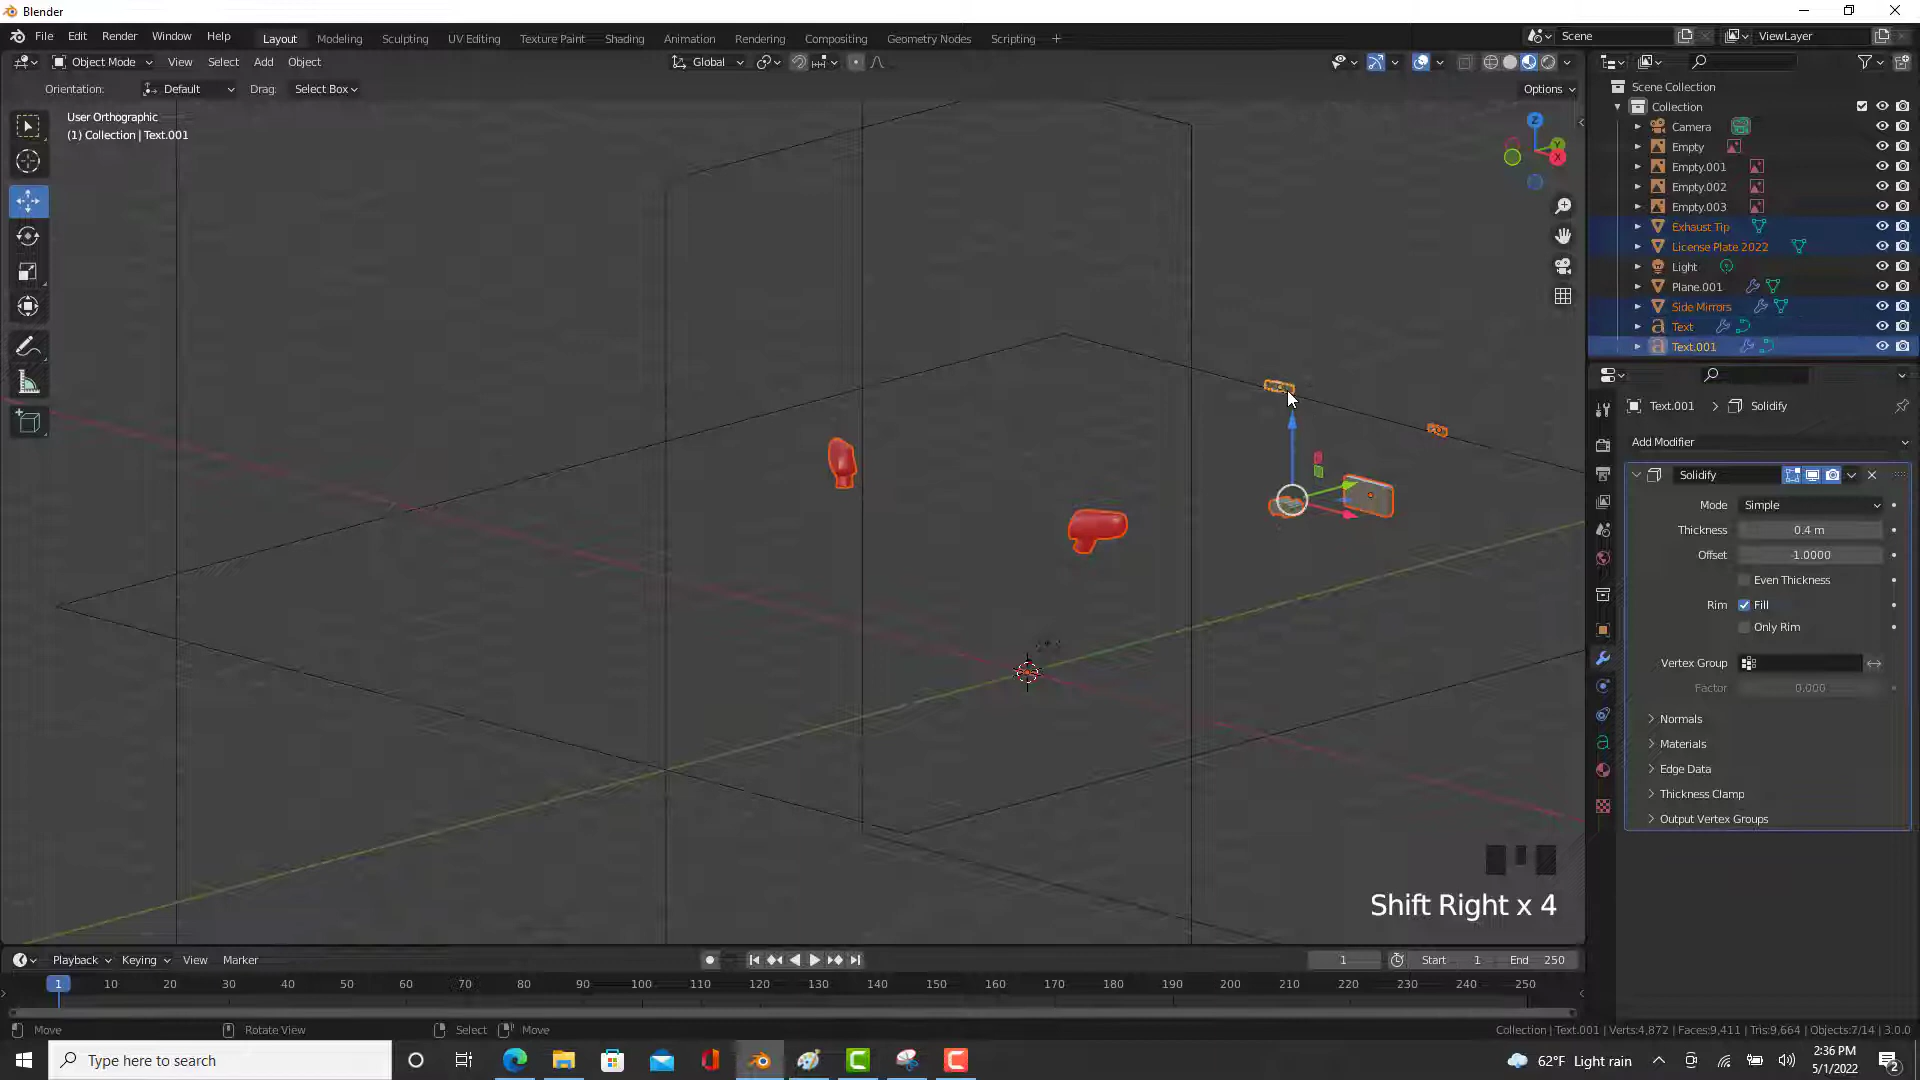 Blender
File Edit Render Window Help
Layout Modeling Sculpting UV Editing Texture Paint Shading Animation Rendering Compositing Geometry Nodes Scripting +
Scene
ViewLayer
Object Mode View Select Add Object
Global
Orientation: Default Drag: Select Box
Options
User Orthographic
(1) Collection | Text.001
Z
Y
X
Scene Collection
Collection
Camera
Empty
Empty.001
Empty.002
Empty.003
Exhaust Tip
License Plate 2022
Light
Plane.001
Side Mirrors
Text
Text.001
Text.001 > Solidify
Add Modifier
Solidify
Mode Simple
Thickness 0.4 m
Offset -1.0000
Even Thickness
Rim Fill
Only Rim
Vertex Group
Factor 0.000
Normals
Materials
Edge Data
Thickness Clamp
Output Vertex Groups
Shift Right x 4
Playback Keying View Marker
1 Start 1 End 250
1 10 20 30 40 50 60 70 80 90 100 110 120 130 140 150 160 170 180 190 200 210 220 230 240 250
Move Rotate View Select Move
Collection | Text.001 | Verts:4,872 | Faces:9,411 | Tris:9,664 | Objects:7/14 | 3.0.0
Type here to search
62°F Light rain
2:36 PM
5/1/2022
2